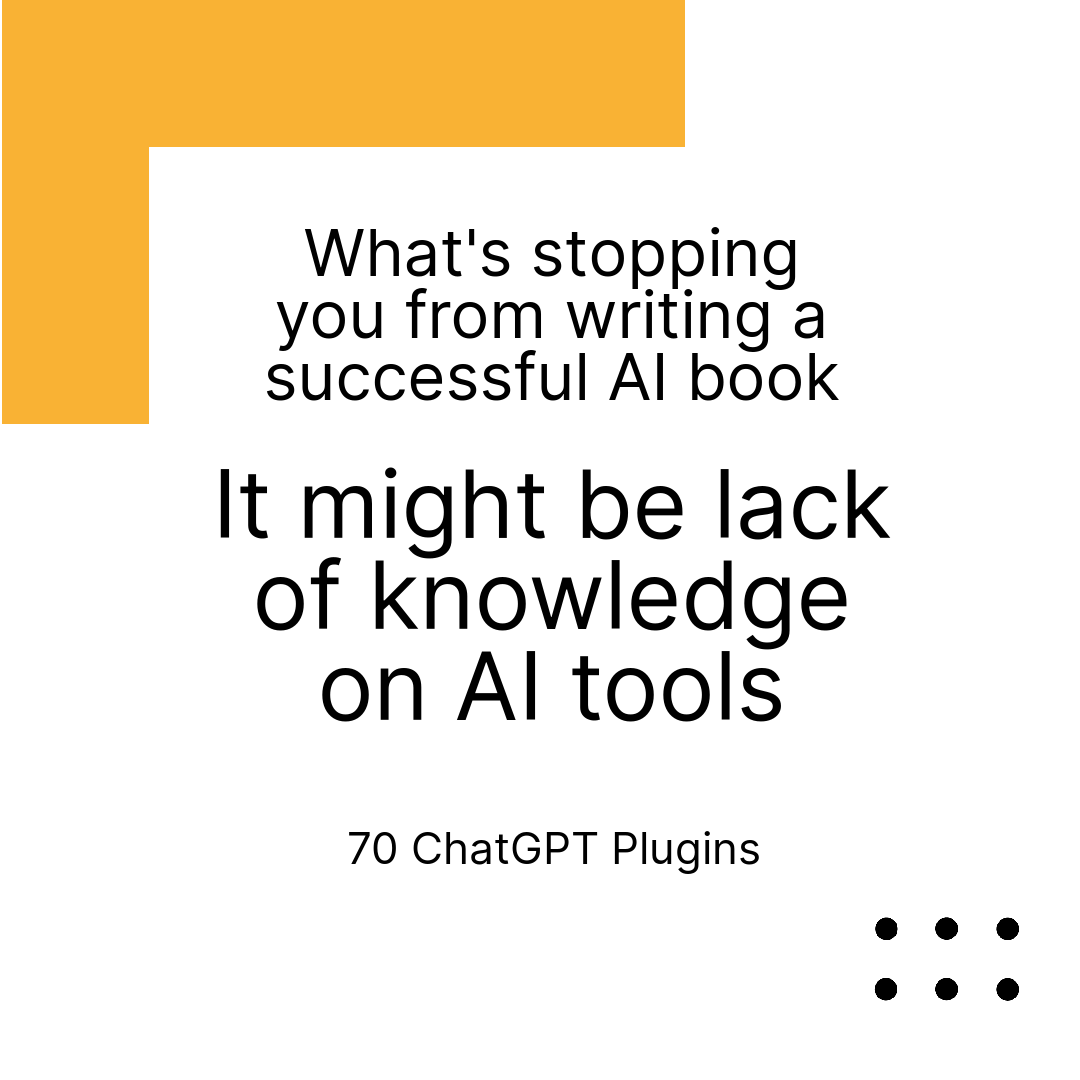 What's stopping
you from writing a
successful AI book
It might be lack
of knowledge
on AI tools
70 ChatGPT Plugins